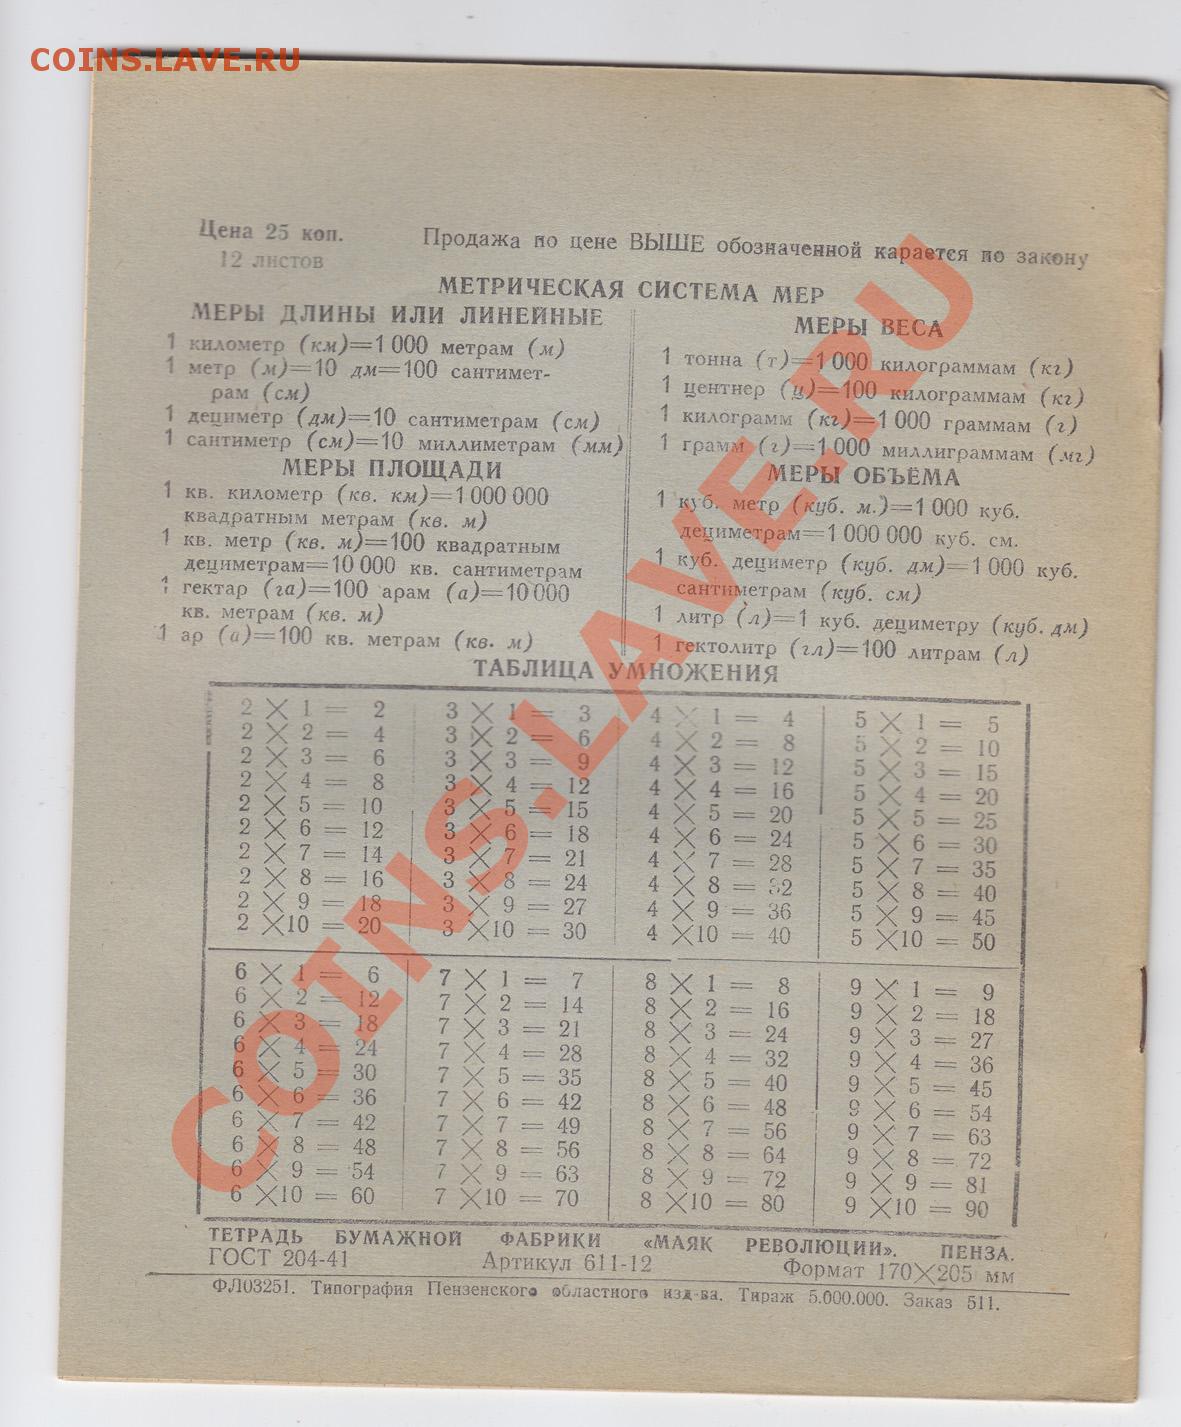 COINS.LAVE.RU
Цена 25 коп.
12 листов
Продажа по цене ВЫШЕ обозначенной карается по закону
МЕТРИЧЕСКАЯ СИСТЕМА МЕР
МЕРЫ ДЛИНЫ ИЛИ ЛИНЕЙНЫЕ
1 километр (км)=1 000 метрам (м)
1 метр (м)=10 дм=100 сантимет-
рам (см)
1 дециметр (дм)=10 сантиметрам (см)
1 сантиметр (см)=10 миллиметрам (мм)
МЕРЫ ПЛОЩАДИ
1 кв. километр (кв. км)=1 000 000
квадратным метрам (кв. м)
1 кв. метр (кв. м)=100 квадратным
дециметрам=10 000 кв. сантиметрам
1 гектар (га)=100 арам (а)=10 000
кв. метрам (кв. м)
1 ар (а)=100 кв. метрам (кв. м)
МЕРЫ ВЕСА
1 тонна (т)=1 000 килограммам (кг)
1 центнер (ц)=100 килограммам (кг)
1 килограмм (кг)=1 000 граммам (г)
1 грамм (г)=1 000 миллиграммам (мг)
МЕРЫ ОБЪЁМА
1 куб. метр (куб. м.)=1 000 куб.
дециметрам=1 000 000 куб. см.
1 куб. дециметр (куб. дм)=1 000 куб.
сантиметрам (куб. см)
1 литр (л)=1 куб. дециметру (куб. дм)
1 гектолитр (гл)=100 литрам (л)
ТАБЛИЦА УМНОЖЕНИЯ
2 × 1 = 2
2 × 2 = 4
2 × 3 = 6
2 × 4 = 8
2 × 5 = 10
2 × 6 = 12
2 × 7 = 14
2 × 8 = 16
2 × 9 = 18
2 ×10 = 20
3 × 1 = 3
3 × 2 = 6
3 × 3 = 9
3 × 4 = 12
3 × 5 = 15
3 × 6 = 18
3 × 7 = 21
3 × 8 = 24
3 × 9 = 27
3 ×10 = 30
4 × 1 = 4
4 × 2 = 8
4 × 3 = 12
4 × 4 = 16
4 × 5 = 20
4 × 6 = 24
4 × 7 = 28
4 × 8 = 32
4 × 9 = 36
4 ×10 = 40
5 × 1 = 5
5 × 2 = 10
5 × 3 = 15
5 × 4 = 20
5 × 5 = 25
5 × 6 = 30
5 × 7 = 35
5 × 8 = 40
5 × 9 = 45
5 ×10 = 50
6 × 1 = 6
6 × 2 = 12
6 × 3 = 18
6 × 4 = 24
6 × 5 = 30
6 × 6 = 36
6 × 7 = 42
6 × 8 = 48
6 × 9 = 54
6 ×10 = 60
7 × 1 = 7
7 × 2 = 14
7 × 3 = 21
7 × 4 = 28
7 × 5 = 35
7 × 6 = 42
7 × 7 = 49
7 × 8 = 56
7 × 9 = 63
7 ×10 = 70
8 × 1 = 8
8 × 2 = 16
8 × 3 = 24
8 × 4 = 32
8 × 5 = 40
8 × 6 = 48
8 × 7 = 56
8 × 8 = 64
8 × 9 = 72
8 ×10 = 80
9 × 1 = 9
9 × 2 = 18
9 × 3 = 27
9 × 4 = 36
9 × 5 = 45
9 × 6 = 54
9 × 7 = 63
9 × 8 = 72
9 × 9 = 81
9 ×10 = 90
ТЕТРАДЬ БУМАЖНОЙ ФАБРИКИ «МАЯК РЕВОЛЮЦИИ». ПЕНЗА.
ГОСТ 204-41 Артикул 611-12 Формат 170×205 мм
ФЛ03251. Типография Пензенского областного изд-ва. Тираж 5.000.000. Заказ 511.
COINS.LAVE.RU